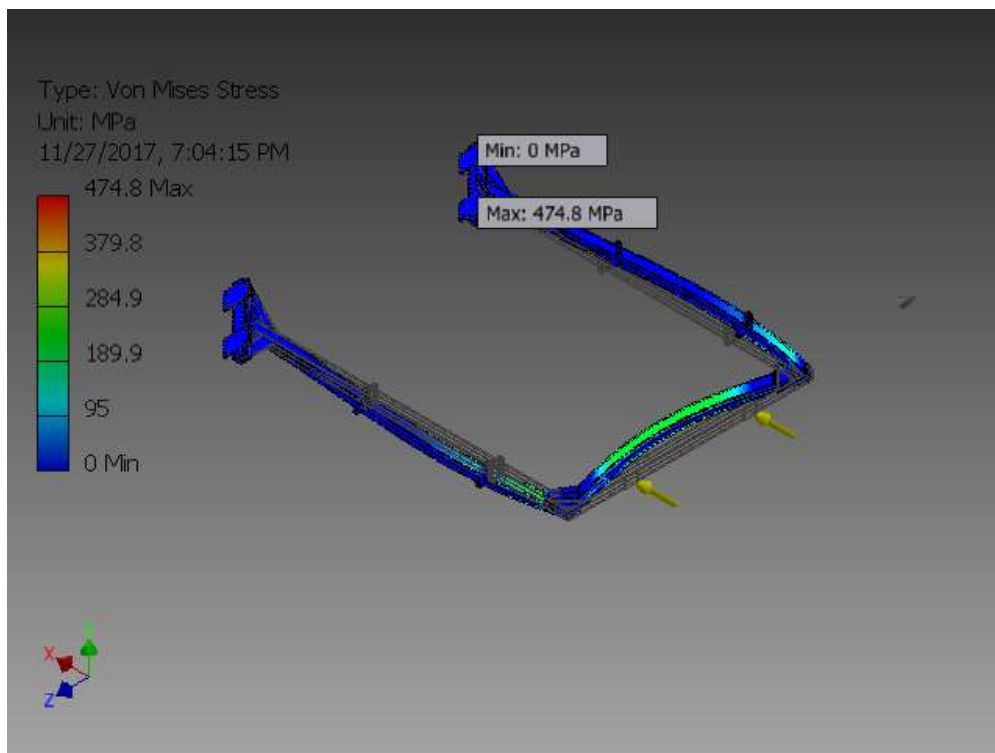 Type: Von Mises Stress
Unit: MPa
11/27/2017, 7:04:15 PM
474.8 Max
379.8
284.9
189.9
95
0 Min
Min: 0 MPa
Max: 474.8 MPa
X
Z